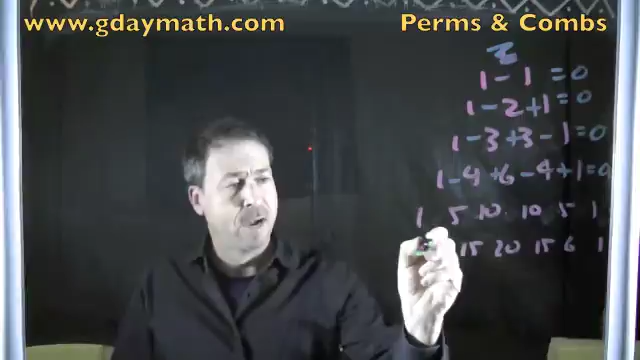 www.gdaymath.com
Perms & Combs
1 - 1 = 0
1 - 2 + 1 = 0
1 - 3 + 3 - 1 = 0
1 - 4 + 6 - 4 + 1 = 0
1 5 10 10 5 1
15 20 15 6 1